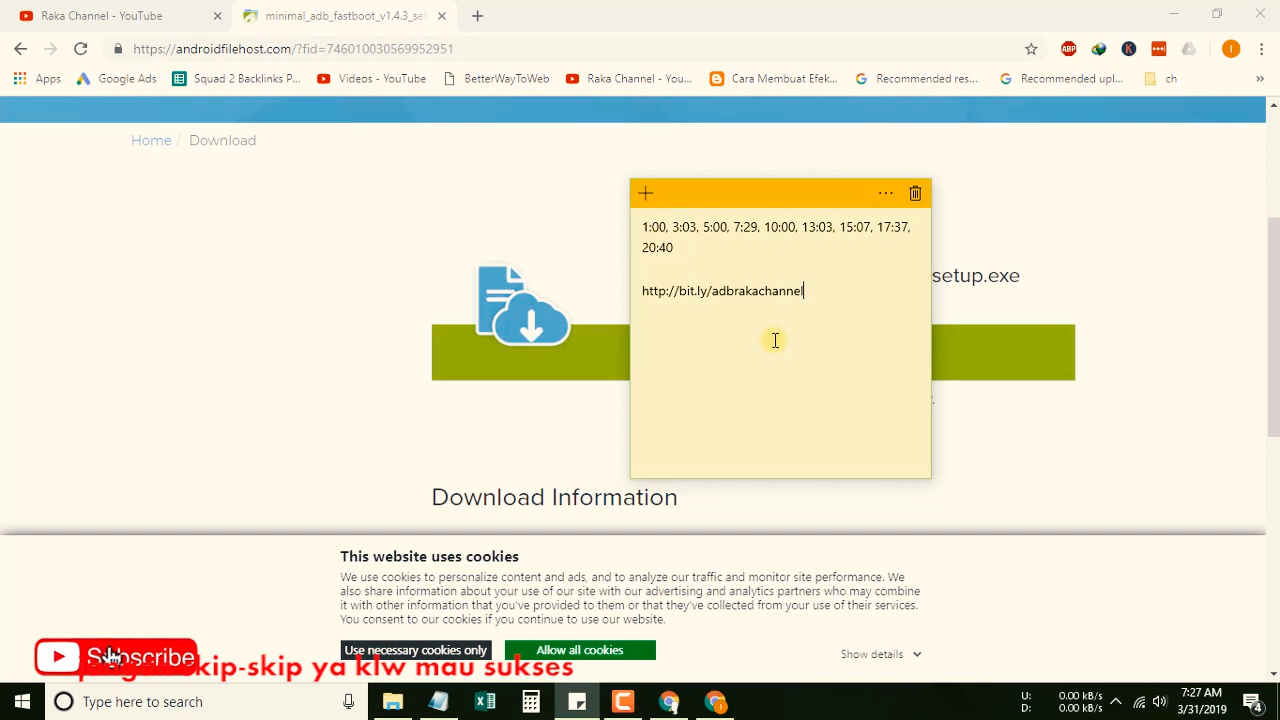 Raka Channel - YouTube
minimal_adb_fastboot_v1.4.3_set
https://androidfilehost.com/?fid=746010030569952951
ABP
K
I
Apps
Google Ads
Squad 2 Backlinks P...
Videos - YouTube
BetterWayToWeb
Raka Channel - You...
Cara Membuat Efek...
Recommended res...
Recommended upl...
ch
»
Home / Download
1:00, 3:03, 5:00, 7:29, 10:00, 13:03, 15:07, 17:37,
20:40
setup.exe
http://bit.ly/adbrakachannel
Download Information
This website uses cookies
We use cookies to personalize content and ads, and to analyze our traffic and monitor site performance. We
also share information about your use of our site with our advertising and analytics partners who may combine
it with other information that you've provided to them or that they've collected from your use of their services.
You consent to our cookies if you continue to use our website.
Use necessary cookies only
Allow all cookies
Show details
Subscribe
skip-skip ya klw mau sukses
Type here to search
U: 0.00 kB/s
D: 0.00 kB/s
7:27 AM
3/31/2019
4